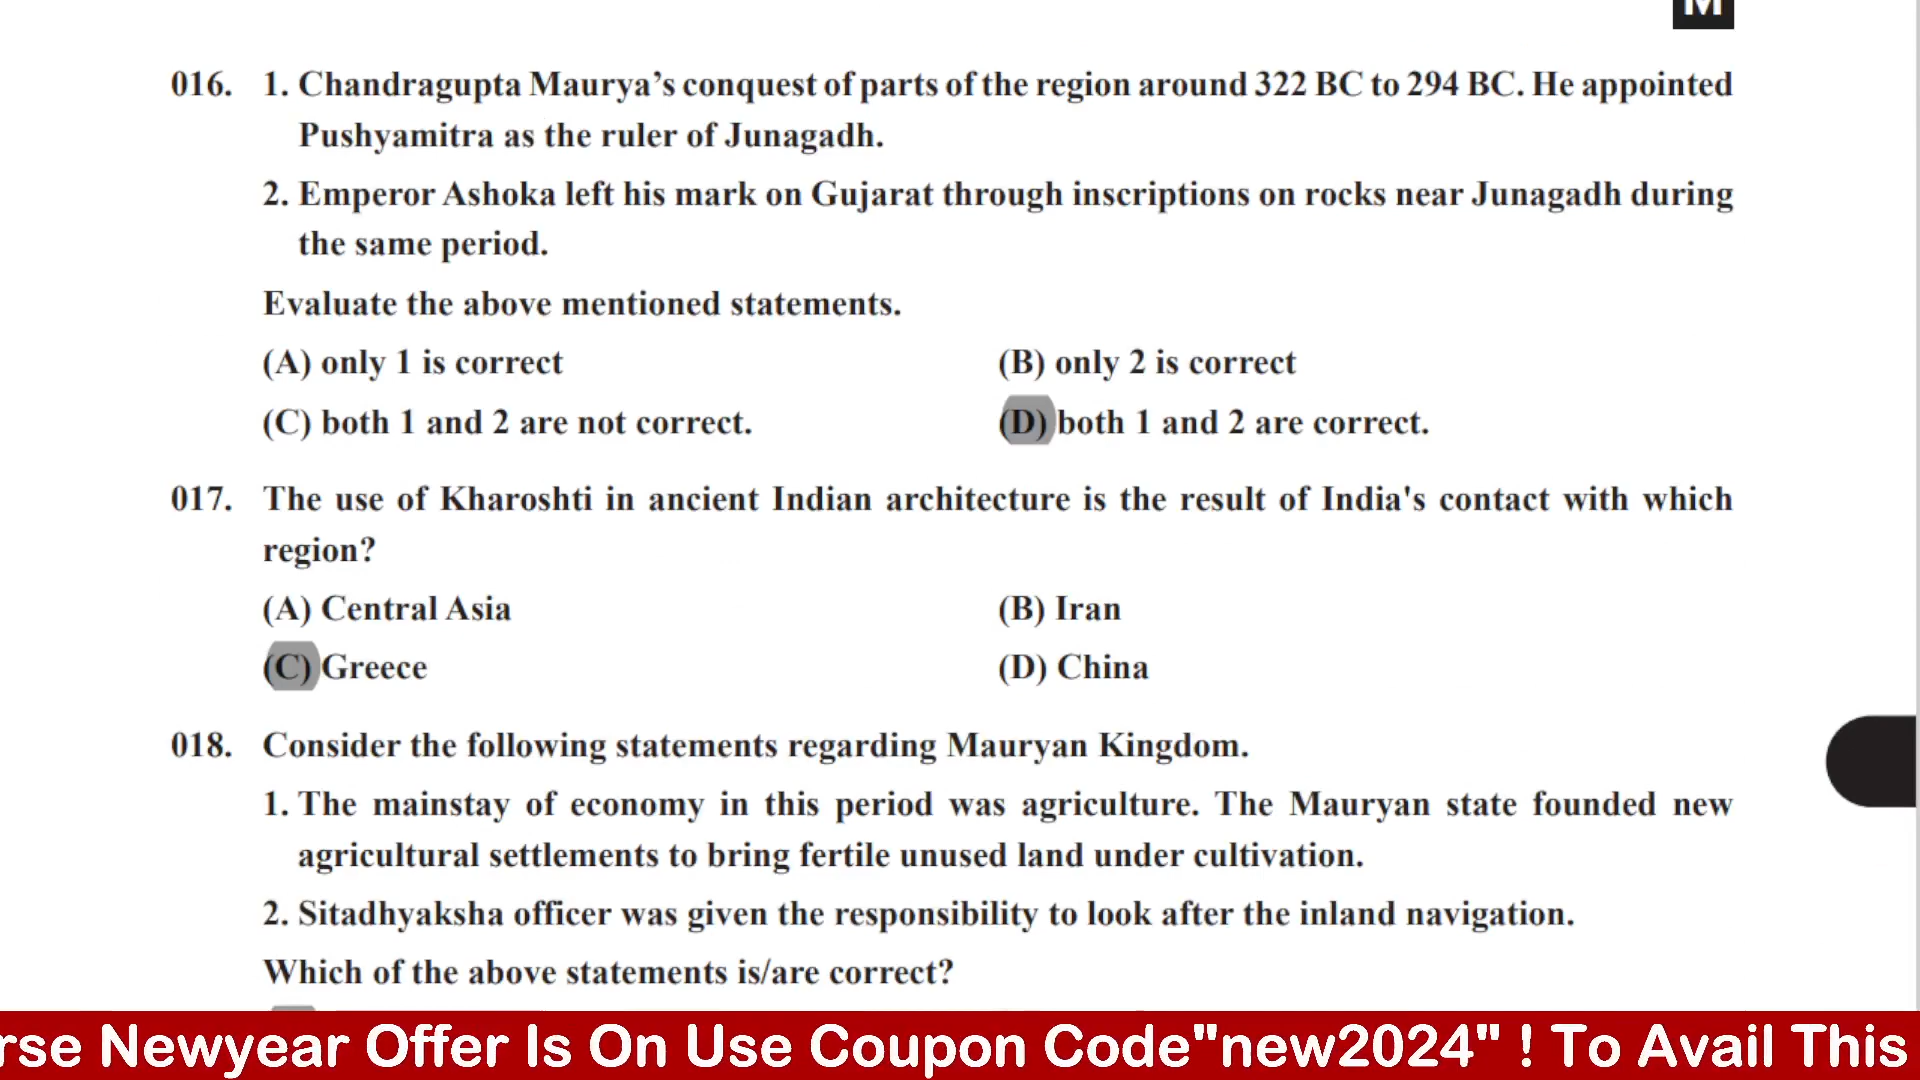 M
016. 1. Chandragupta Maurya’s conquest of parts of the region around 322 BC to 294 BC. He appointed
Pushyamitra as the ruler of Junagadh.
2. Emperor Ashoka left his mark on Gujarat through inscriptions on rocks near Junagadh during
the same period.
Evaluate the above mentioned statements.
(A) only 1 is correct (B) only 2 is correct
(C) both 1 and 2 are not correct. (D) both 1 and 2 are correct.
017. The use of Kharoshti in ancient Indian architecture is the result of India's contact with which
region?
(A) Central Asia (B) Iran
(C) Greece (D) China
018. Consider the following statements regarding Mauryan Kingdom.
1. The mainstay of economy in this period was agriculture. The Mauryan state founded new
agricultural settlements to bring fertile unused land under cultivation.
2. Sitadhyaksha officer was given the responsibility to look after the inland navigation.
Which of the above statements is/are correct?
rse Newyear Offer Is On Use Coupon Code"new2024" ! To Avail This